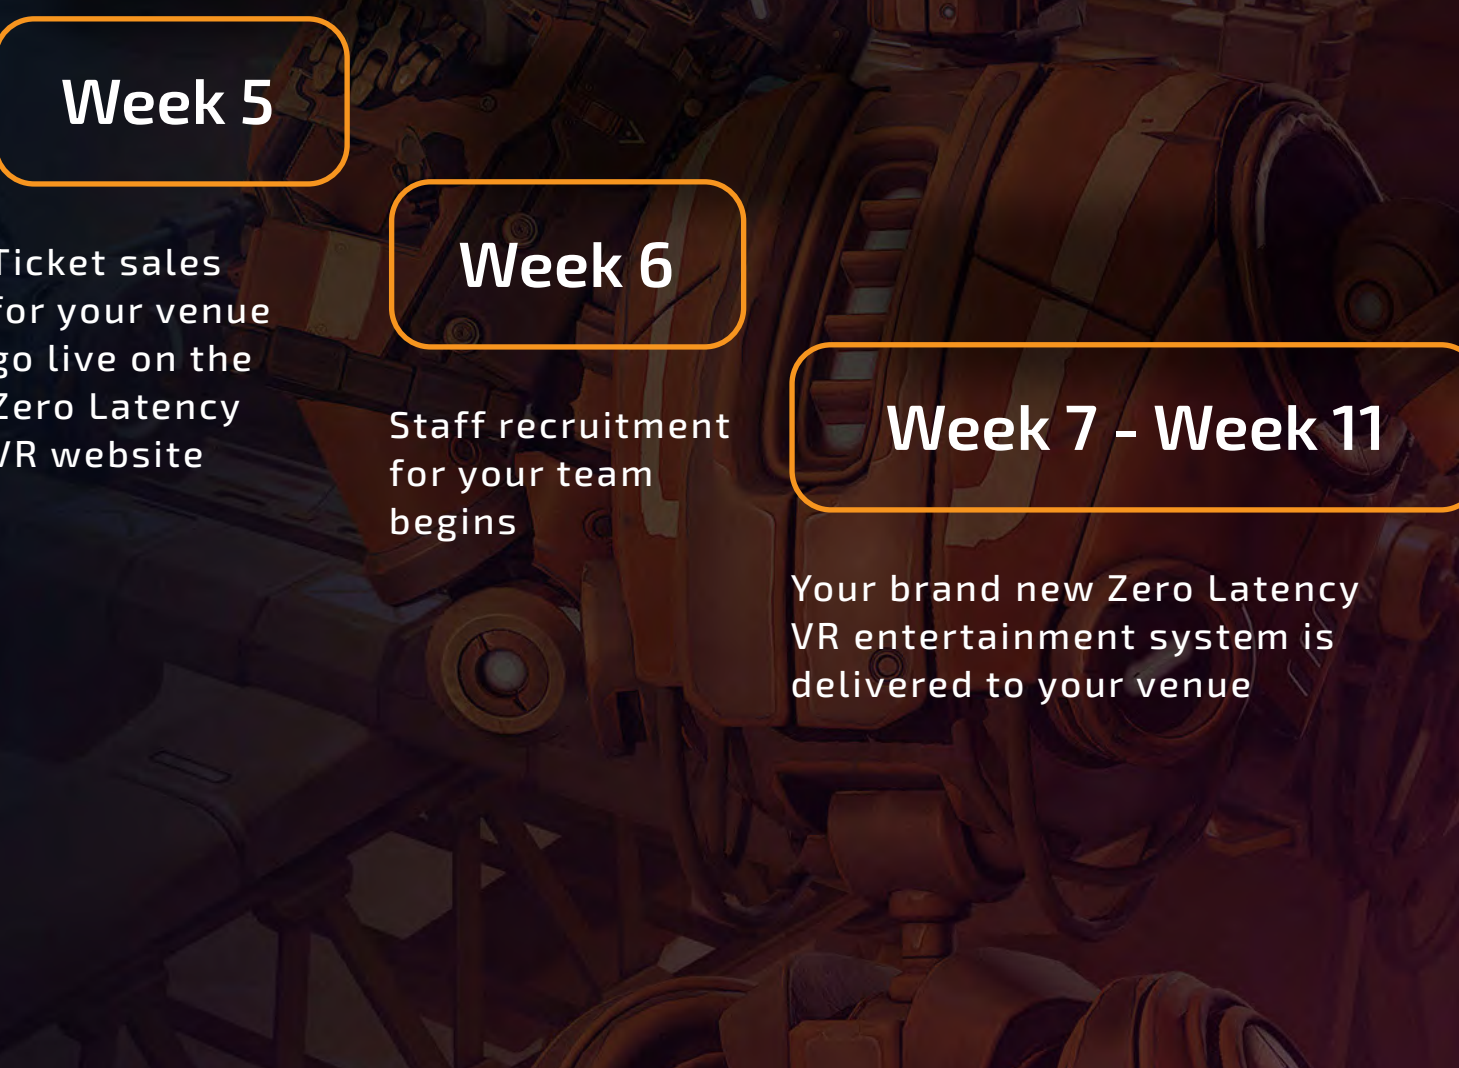 Week 5
Ticket sales
for your venue
go live on the
Zero Latency
VR website
Week 6
Staff recruitment
for your team
begins
Week 7 - Week 11
Your brand new Zero Latency
VR entertainment system is
delivered to your venue